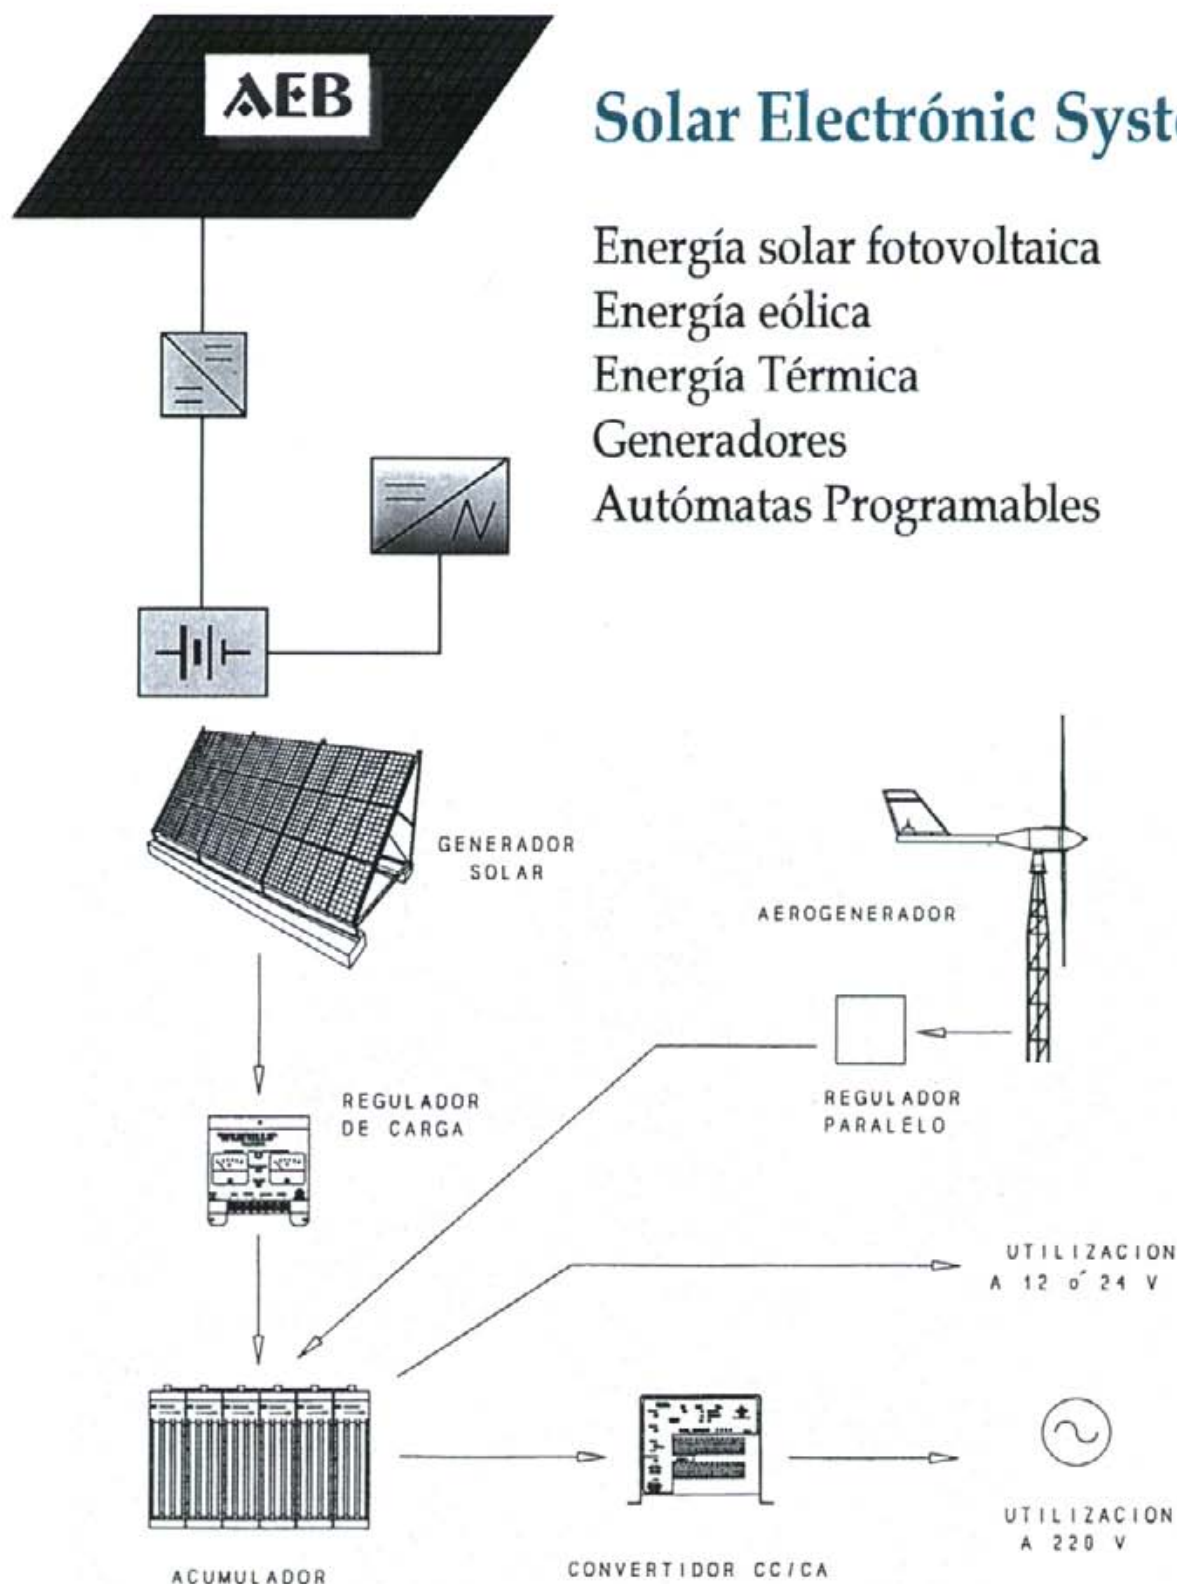 AEB
Solar Electrónic
Energía solar fotovoltaica
Energía eólica
Energía Térmica
Generadores
Autómatas Programables
GENERADOR
SOLAR
AEROGENERADOR
REGULADOR
DE CARGA
REGULADOR
PARALELO
UTILIZACION
A 12 ó 24 V
ACUMULADOR
CONVERTIDOR CC/CA
UTILIZACION
A 220 V